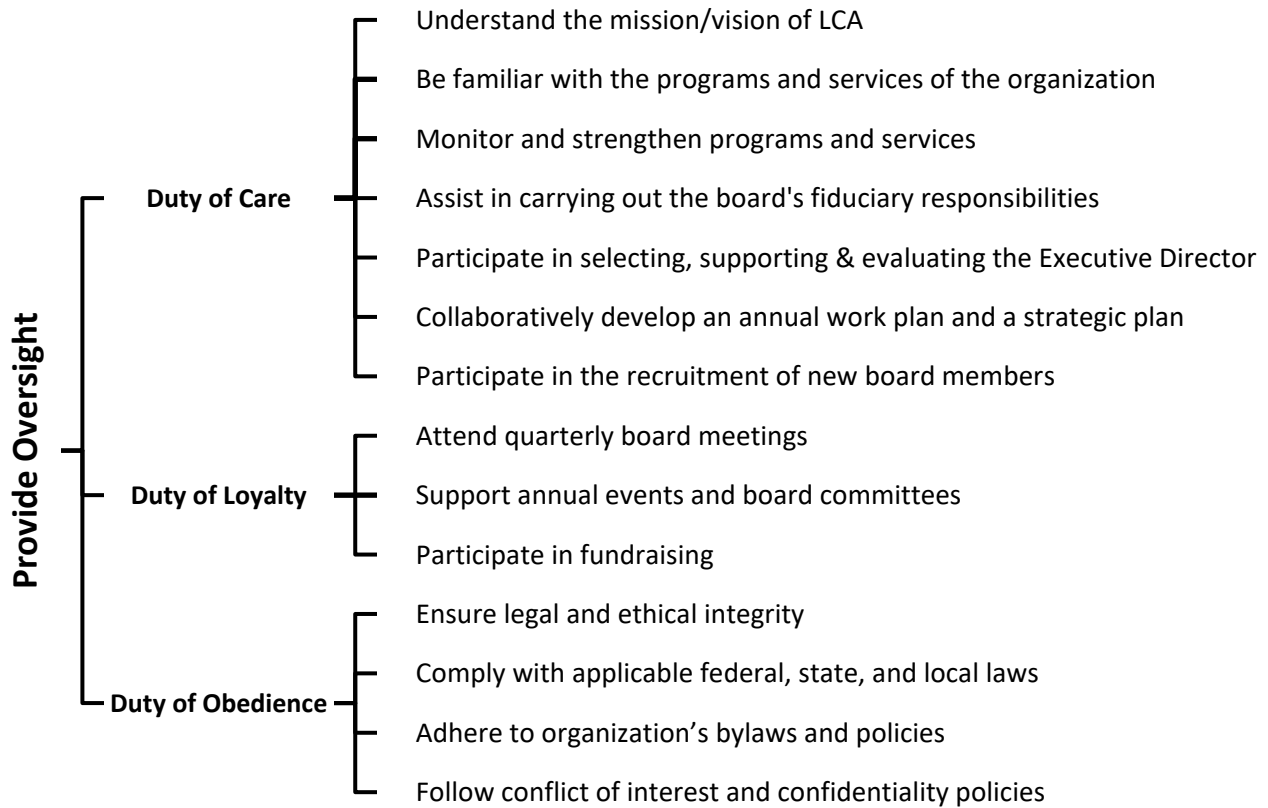 Provide Oversight
Duty of Care
Understand the mission/vision of LCA
Be familiar with the programs and services of the organization
Monitor and strengthen programs and services
Assist in carrying out the board's fiduciary responsibilities
Participate in selecting, supporting & evaluating the Executive Director
Collaboratively develop an annual work plan and a strategic plan
Participate in the recruitment of new board members
Duty of Loyalty
Attend quarterly board meetings
Support annual events and board committees
Participate in fundraising
Duty of Obedience
Ensure legal and ethical integrity
Comply with applicable federal, state, and local laws
Adhere to organization’s bylaws and policies
Follow conflict of interest and confidentiality policies